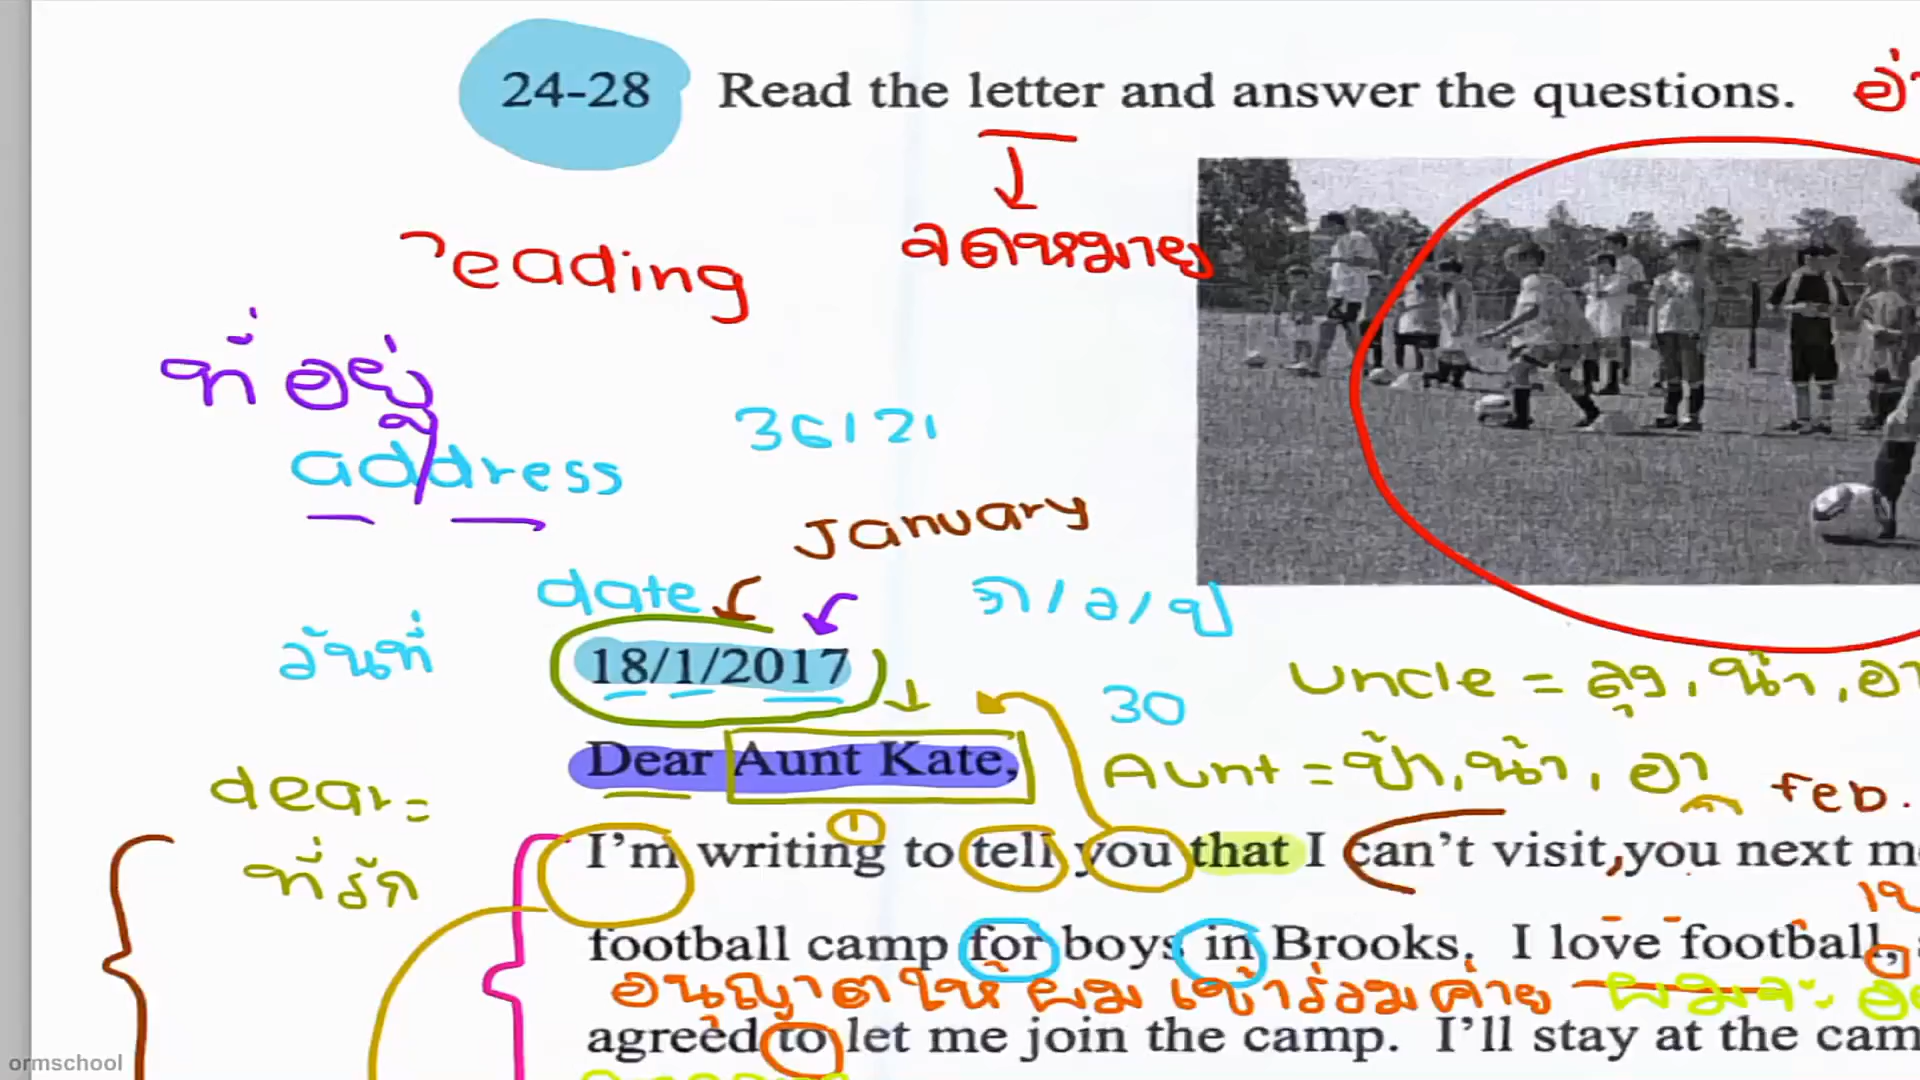 24-28 Read the letter and answer the questions.
จดหมาย
reading
ที่อยู่
address
36121
January
date
ว/ด/ป
วันที่
18/1/2017
30
Uncle = ลุง, น้า, อา
Dear Aunt Kate,
Aunt = ป้า, น้า, อา
Feb.
dear =
ที่รัก
1
I'm writing to tell you that I can't visit, you next
football camp for boys in Brooks. I love football,
อนุญาตให้ ผม เข้าร่วม ค่าย
agreed to let me join the camp. I'll stay at the
ormschool